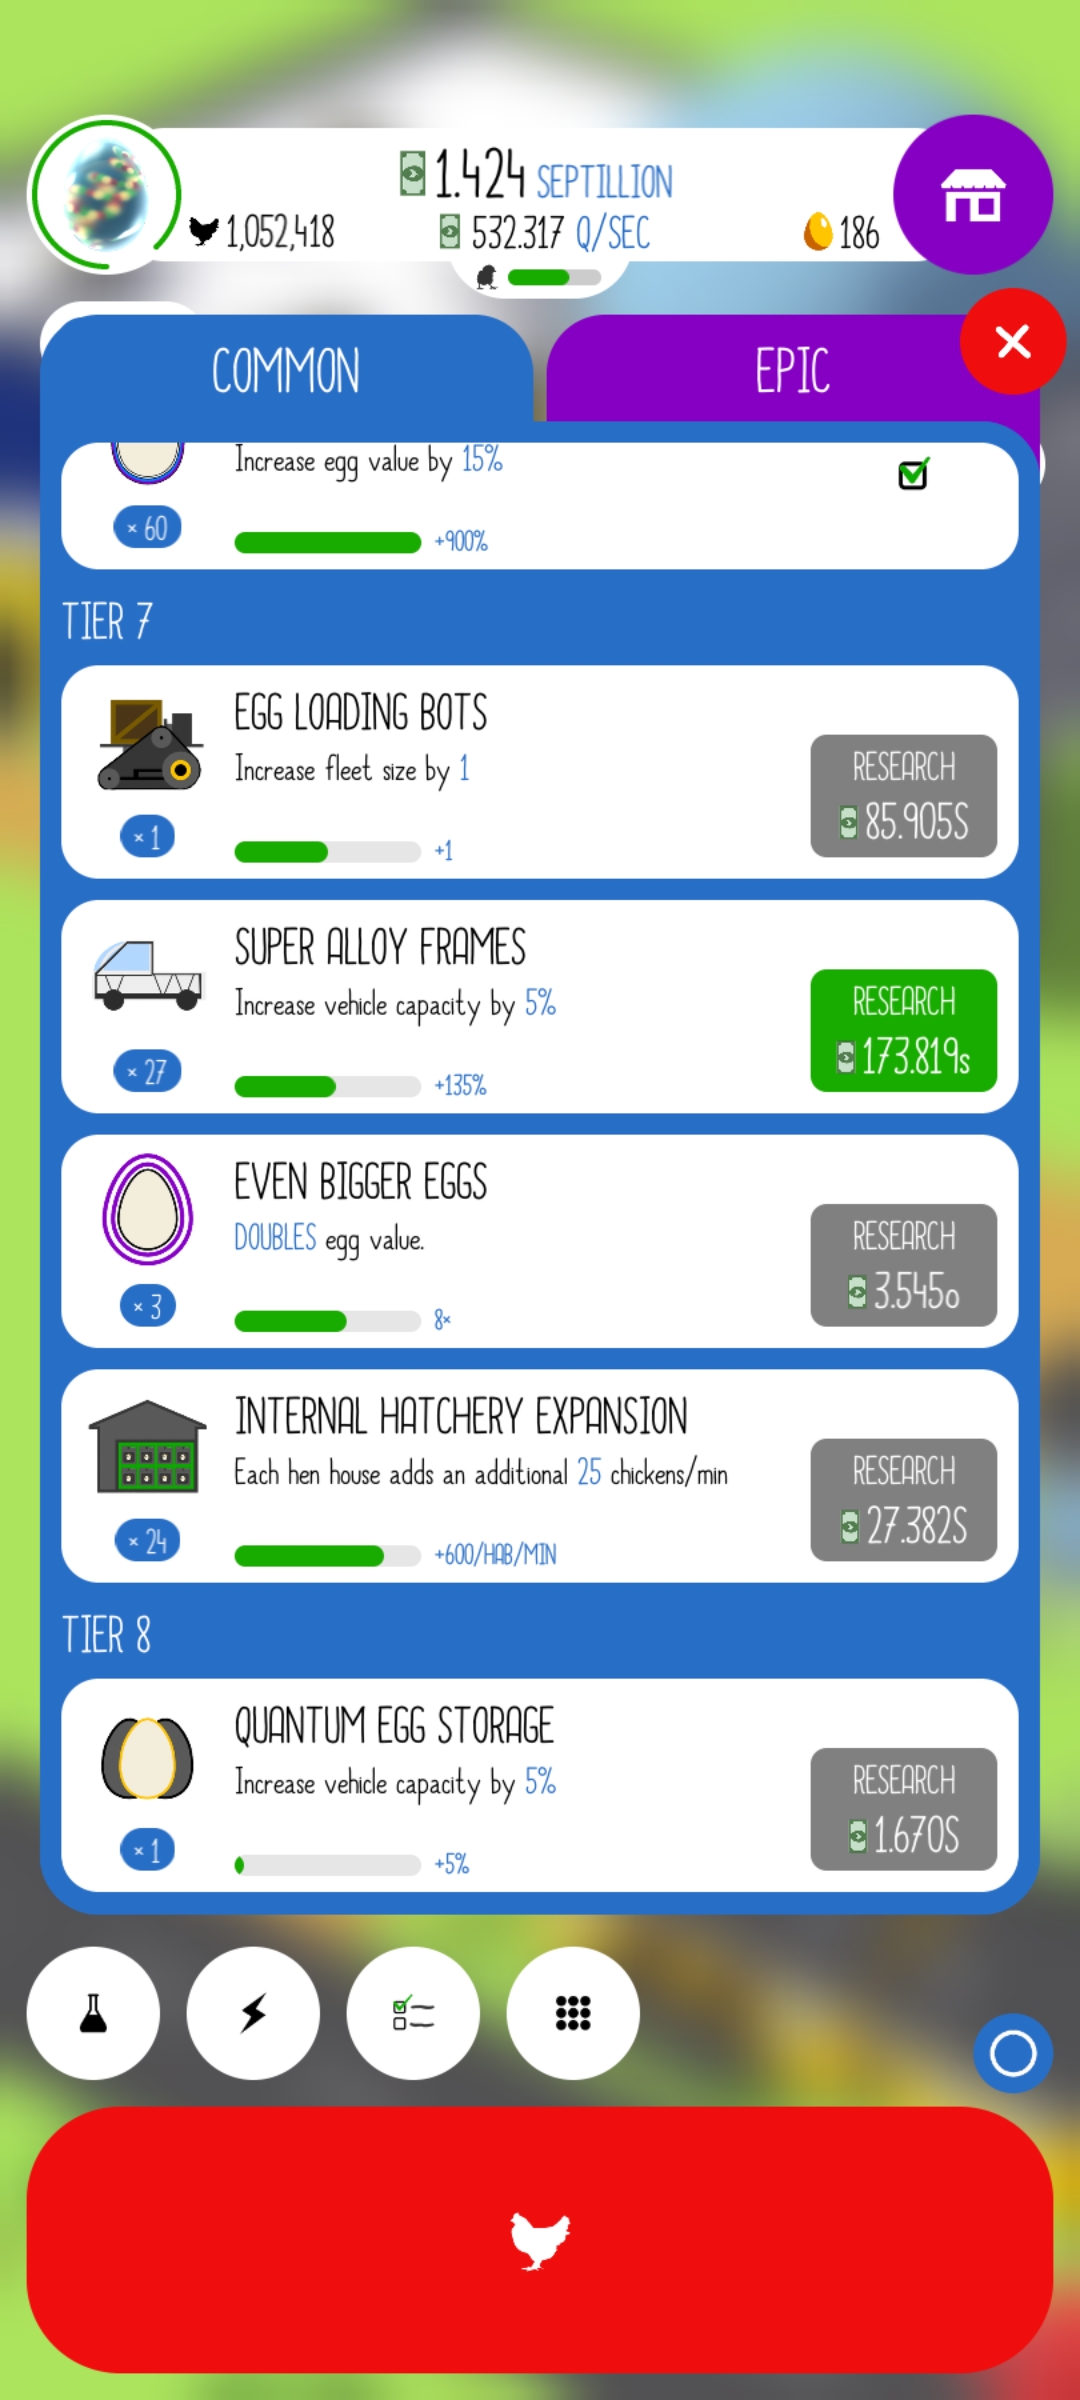 1.424 SEPTILLION
1,052,418
532.317 Q/SEC
186
COMMON
EPIC
Increase egg value by 15%
× 60
+900%
TIER 7
EGG LOADING BOTS
Increase fleet size by 1
× 1
+1
RESEARCH
85.905S
SUPER ALLOY FRAMES
Increase vehicle capacity by 5%
× 27
+135%
RESEARCH
173.819s
EVEN BIGGER EGGS
DOUBLES egg value.
× 3
8×
RESEARCH
3.545o
INTERNAL HATCHERY EXPANSION
Each hen house adds an additional 25 chickens/min
× 24
+600/HAB/MIN
RESEARCH
27.382S
TIER 8
QUANTUM EGG STORAGE
Increase vehicle capacity by 5%
× 1
+5%
RESEARCH
1.670S